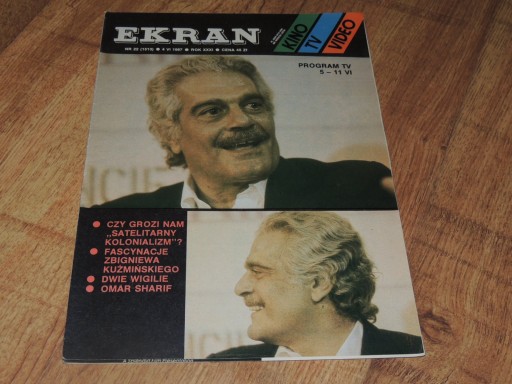 EKRAN
KINO
TV
VIDEO
PROGRAM TV
5 – 11 VI
● CZY GROZI NAM
„SATELITARNY
KOLONIALIZM”?
● FASCYNACJE
ZBIGNIEWA
KUŹMIŃSKIEGO
● DWIE WIGILIE
● OMAR SHARIF